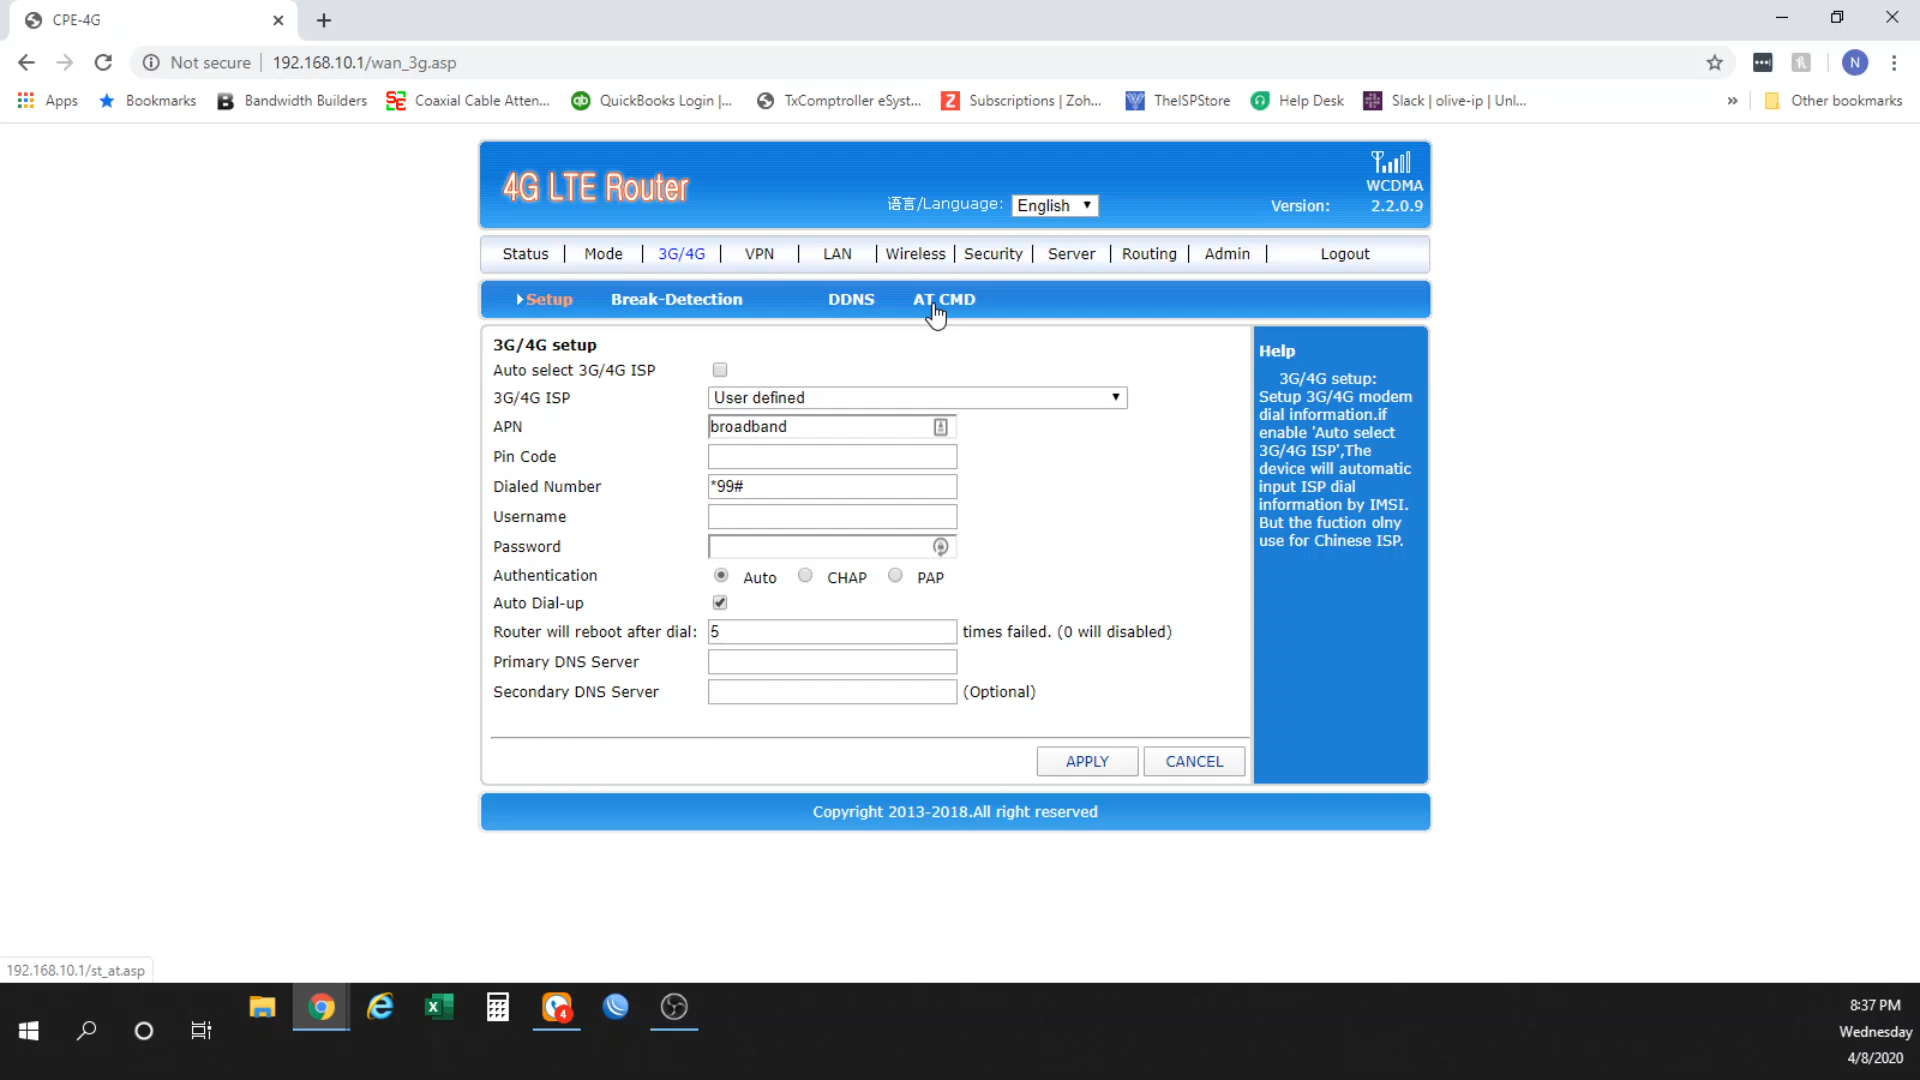 CPE-4G
Not secure
192.168.10.1/wan_3g.asp
N
Apps
Bookmarks
Bandwidth Builders
Coaxial Cable Atten...
QuickBooks Login |...
TxComptroller eSyst...
Subscriptions | Zoh...
TheISPStore
Help Desk
Slack | olive-ip | Unl...
»
Other bookmarks
4G LTE Router
语言/Language: English
WCDMA
Version: 2.2.0.9
Status | Mode | 3G/4G | VPN | LAN | Wireless | Security | Server | Routing | Admin | Logout
Setup Break-Detection DDNS AT CMD
3G/4G setup
Auto select 3G/4G ISP
3G/4G ISP User defined
APN broadband
Pin Code
Dialed Number *99#
Username
Password
Authentication Auto CHAP PAP
Auto Dial-up
Router will reboot after dial: 5 times failed. (0 will disabled)
Primary DNS Server
Secondary DNS Server (Optional)
APPLY CANCEL
Help
3G/4G setup:
Setup 3G/4G modem
dial information.if
enable 'Auto select
3G/4G ISP',The
device will automatic
input ISP dial
information by IMSI.
But the fuction olny
use for Chinese ISP.
Copyright 2013-2018.All right reserved
192.168.10.1/st_at.asp
4
8:37 PM
Wednesday
4/8/2020